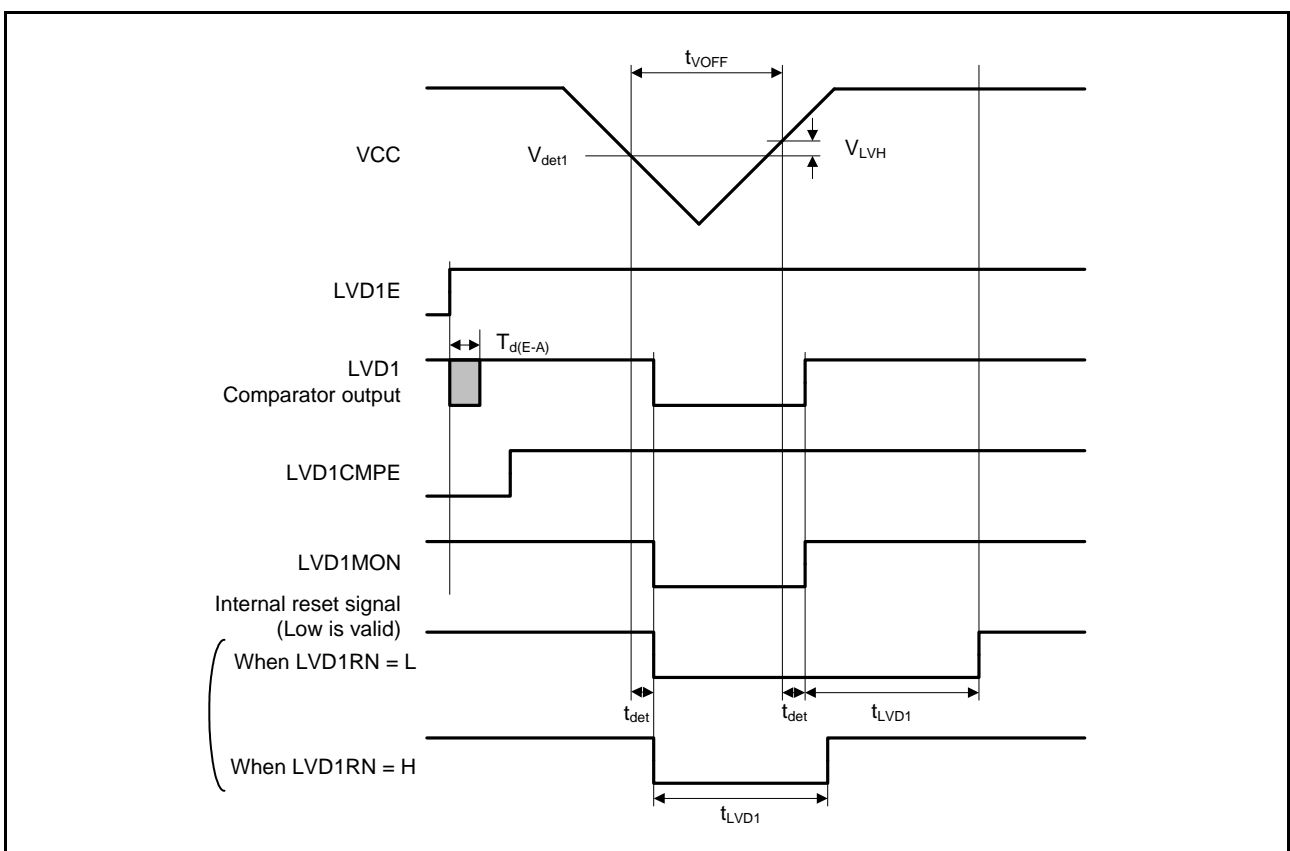 tVOFF
VCC
Vdet1
VLVH
LVD1E
Td(E-A)
LVD1
Comparator output
LVD1CMPE
LVD1MON
Internal reset signal
(Low is valid)
When LVD1RN = L
tdet
tdet
tLVD1
When LVD1RN = H
tLVD1